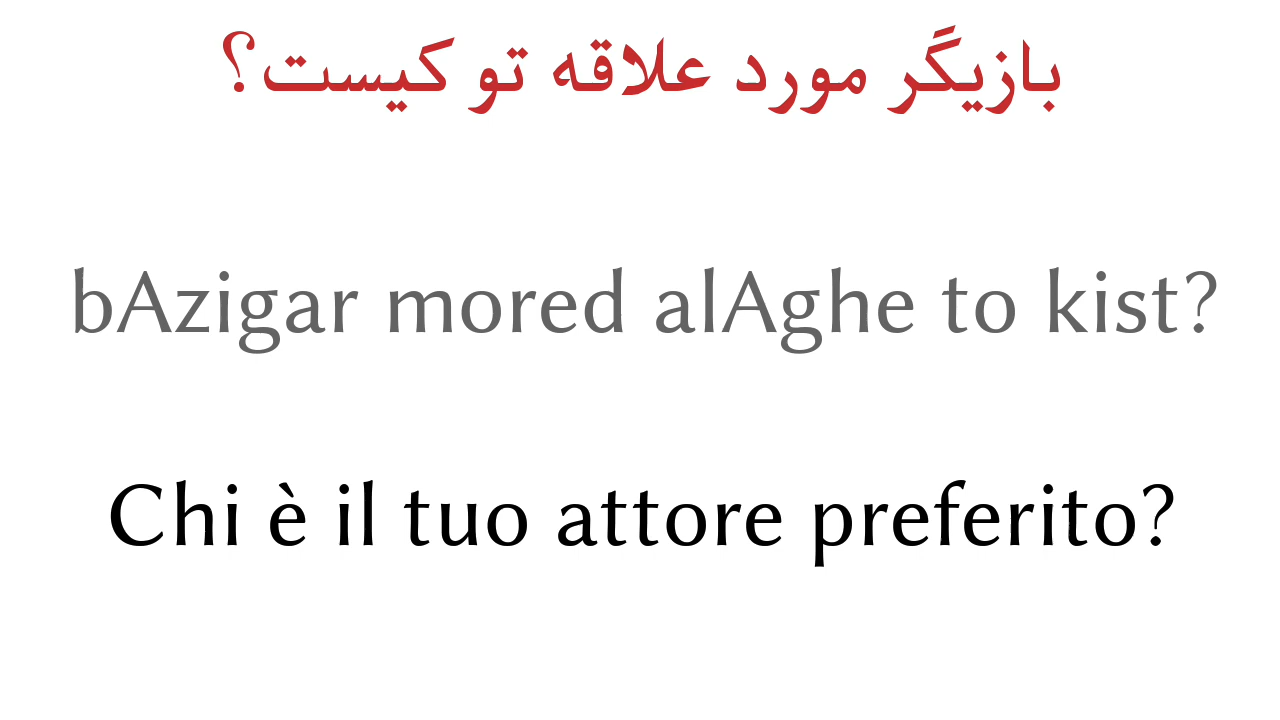 بازیگر مورد علاقه تو کیست؟
bAzigar mored alAghe to kist?
Chi è il tuo attore preferito?